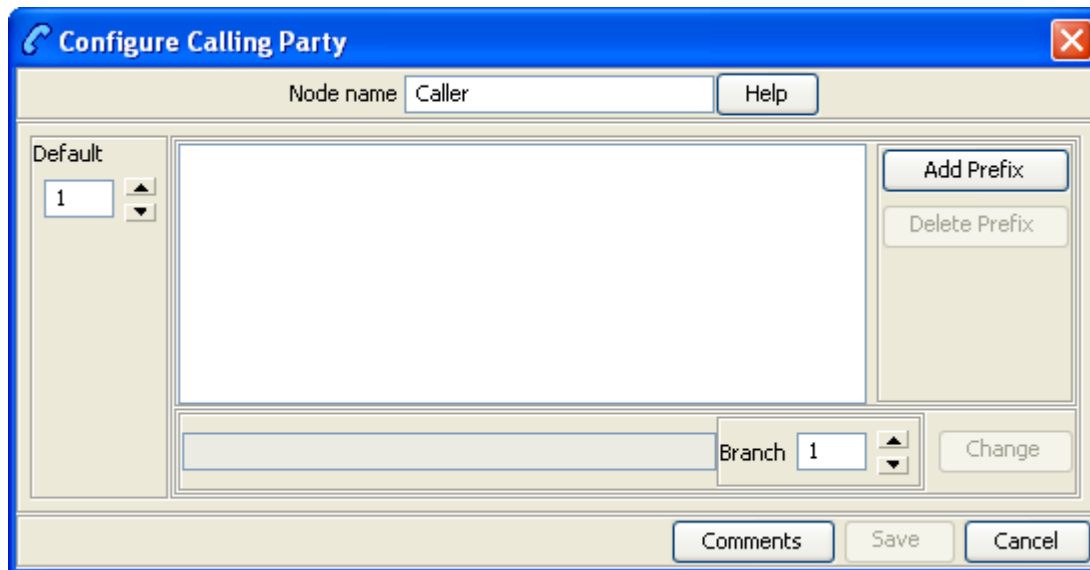 Configure Calling Party
Node name Caller Help
Default
1
Add Prefix
Delete Prefix
Branch 1 Change
Comments Save Cancel